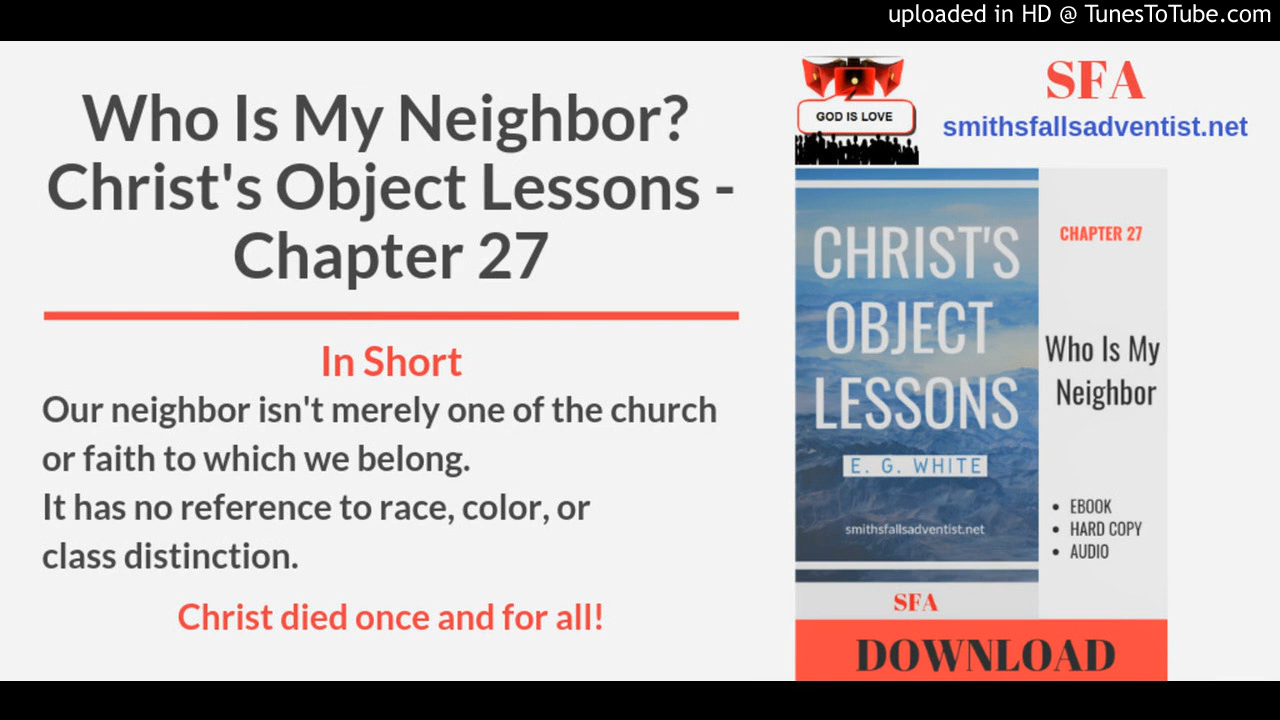 uploaded in HD @ TunesToTube.com
Who Is My Neighbor?
Christ's Object Lessons -
Chapter 27
In Short
Our neighbor isn't merely one of the church
or faith to which we belong.
It has no reference to race, color, or
class distinction.
Christ died once and for all!
GOD IS LOVE
SFA
smithsfallsadventist.net
CHRIST'S
OBJECT
LESSONS
E. G. WHITE
smithsfallsadventist.net
CHAPTER 27
Who Is My
Neighbor
• EBOOK
• HARD COPY
• AUDIO
SFA
DOWNLOAD